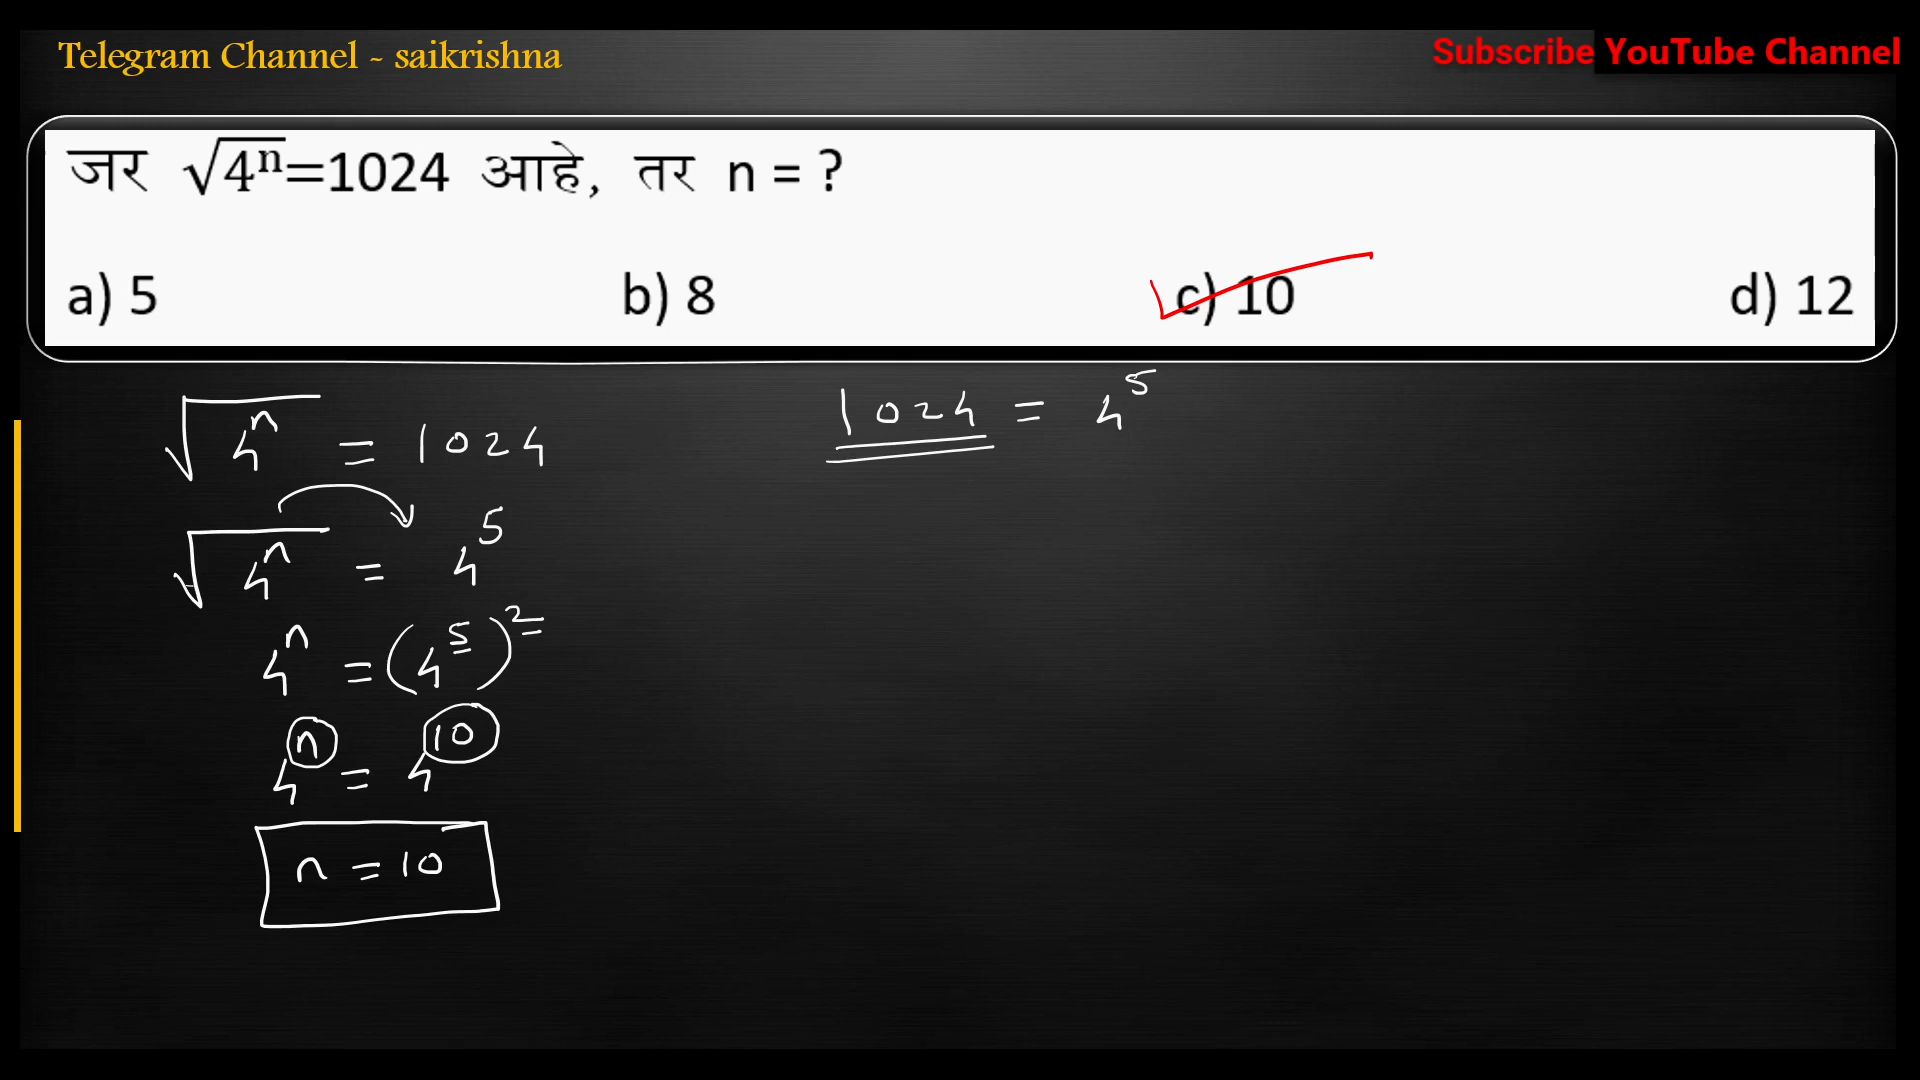 Telegram Channel - saikrishna
Subscribe YouTube Channel
जर √4ⁿ=1024 आहे, तर n = ?
a) 5 b) 8 c) 10 d) 12
√4ⁿ = 1024
1024 = 4⁵
√4ⁿ = 4⁵
4ⁿ = (4⁵)²
4ⁿ = 4¹⁰
n = 10